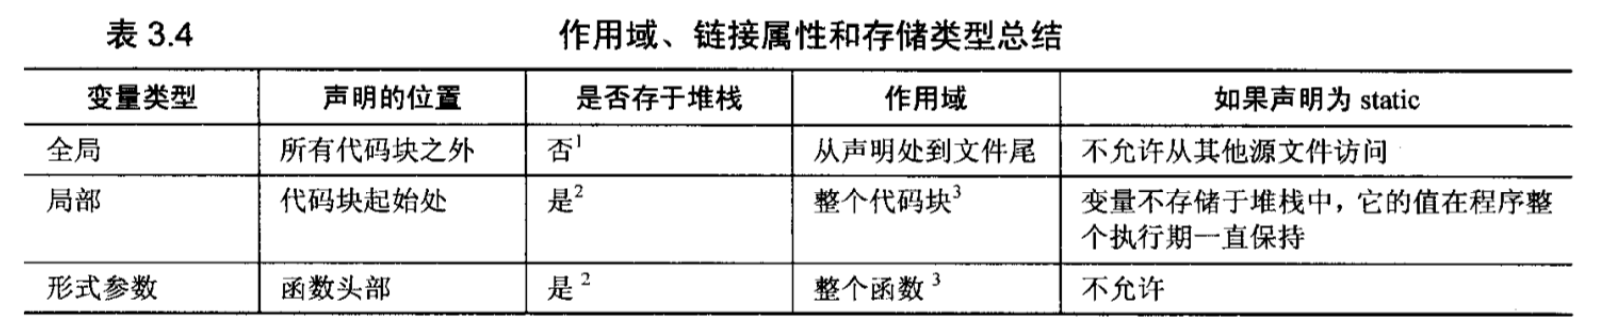 表 3.4 作用域、链接属性和存储类型总结
变量类型 声明的位置 是否存于堆栈 作用域 如果声明为 static
全局 所有代码块之外 否1 从声明处到文件尾 不允许从其他源文件访问
局部 代码块起始处 是2 整个代码块3 变量不存储于堆栈中，它的值在程序整
个执行期一直保持
形式参数 函数头部 是2 整个函数3 不允许